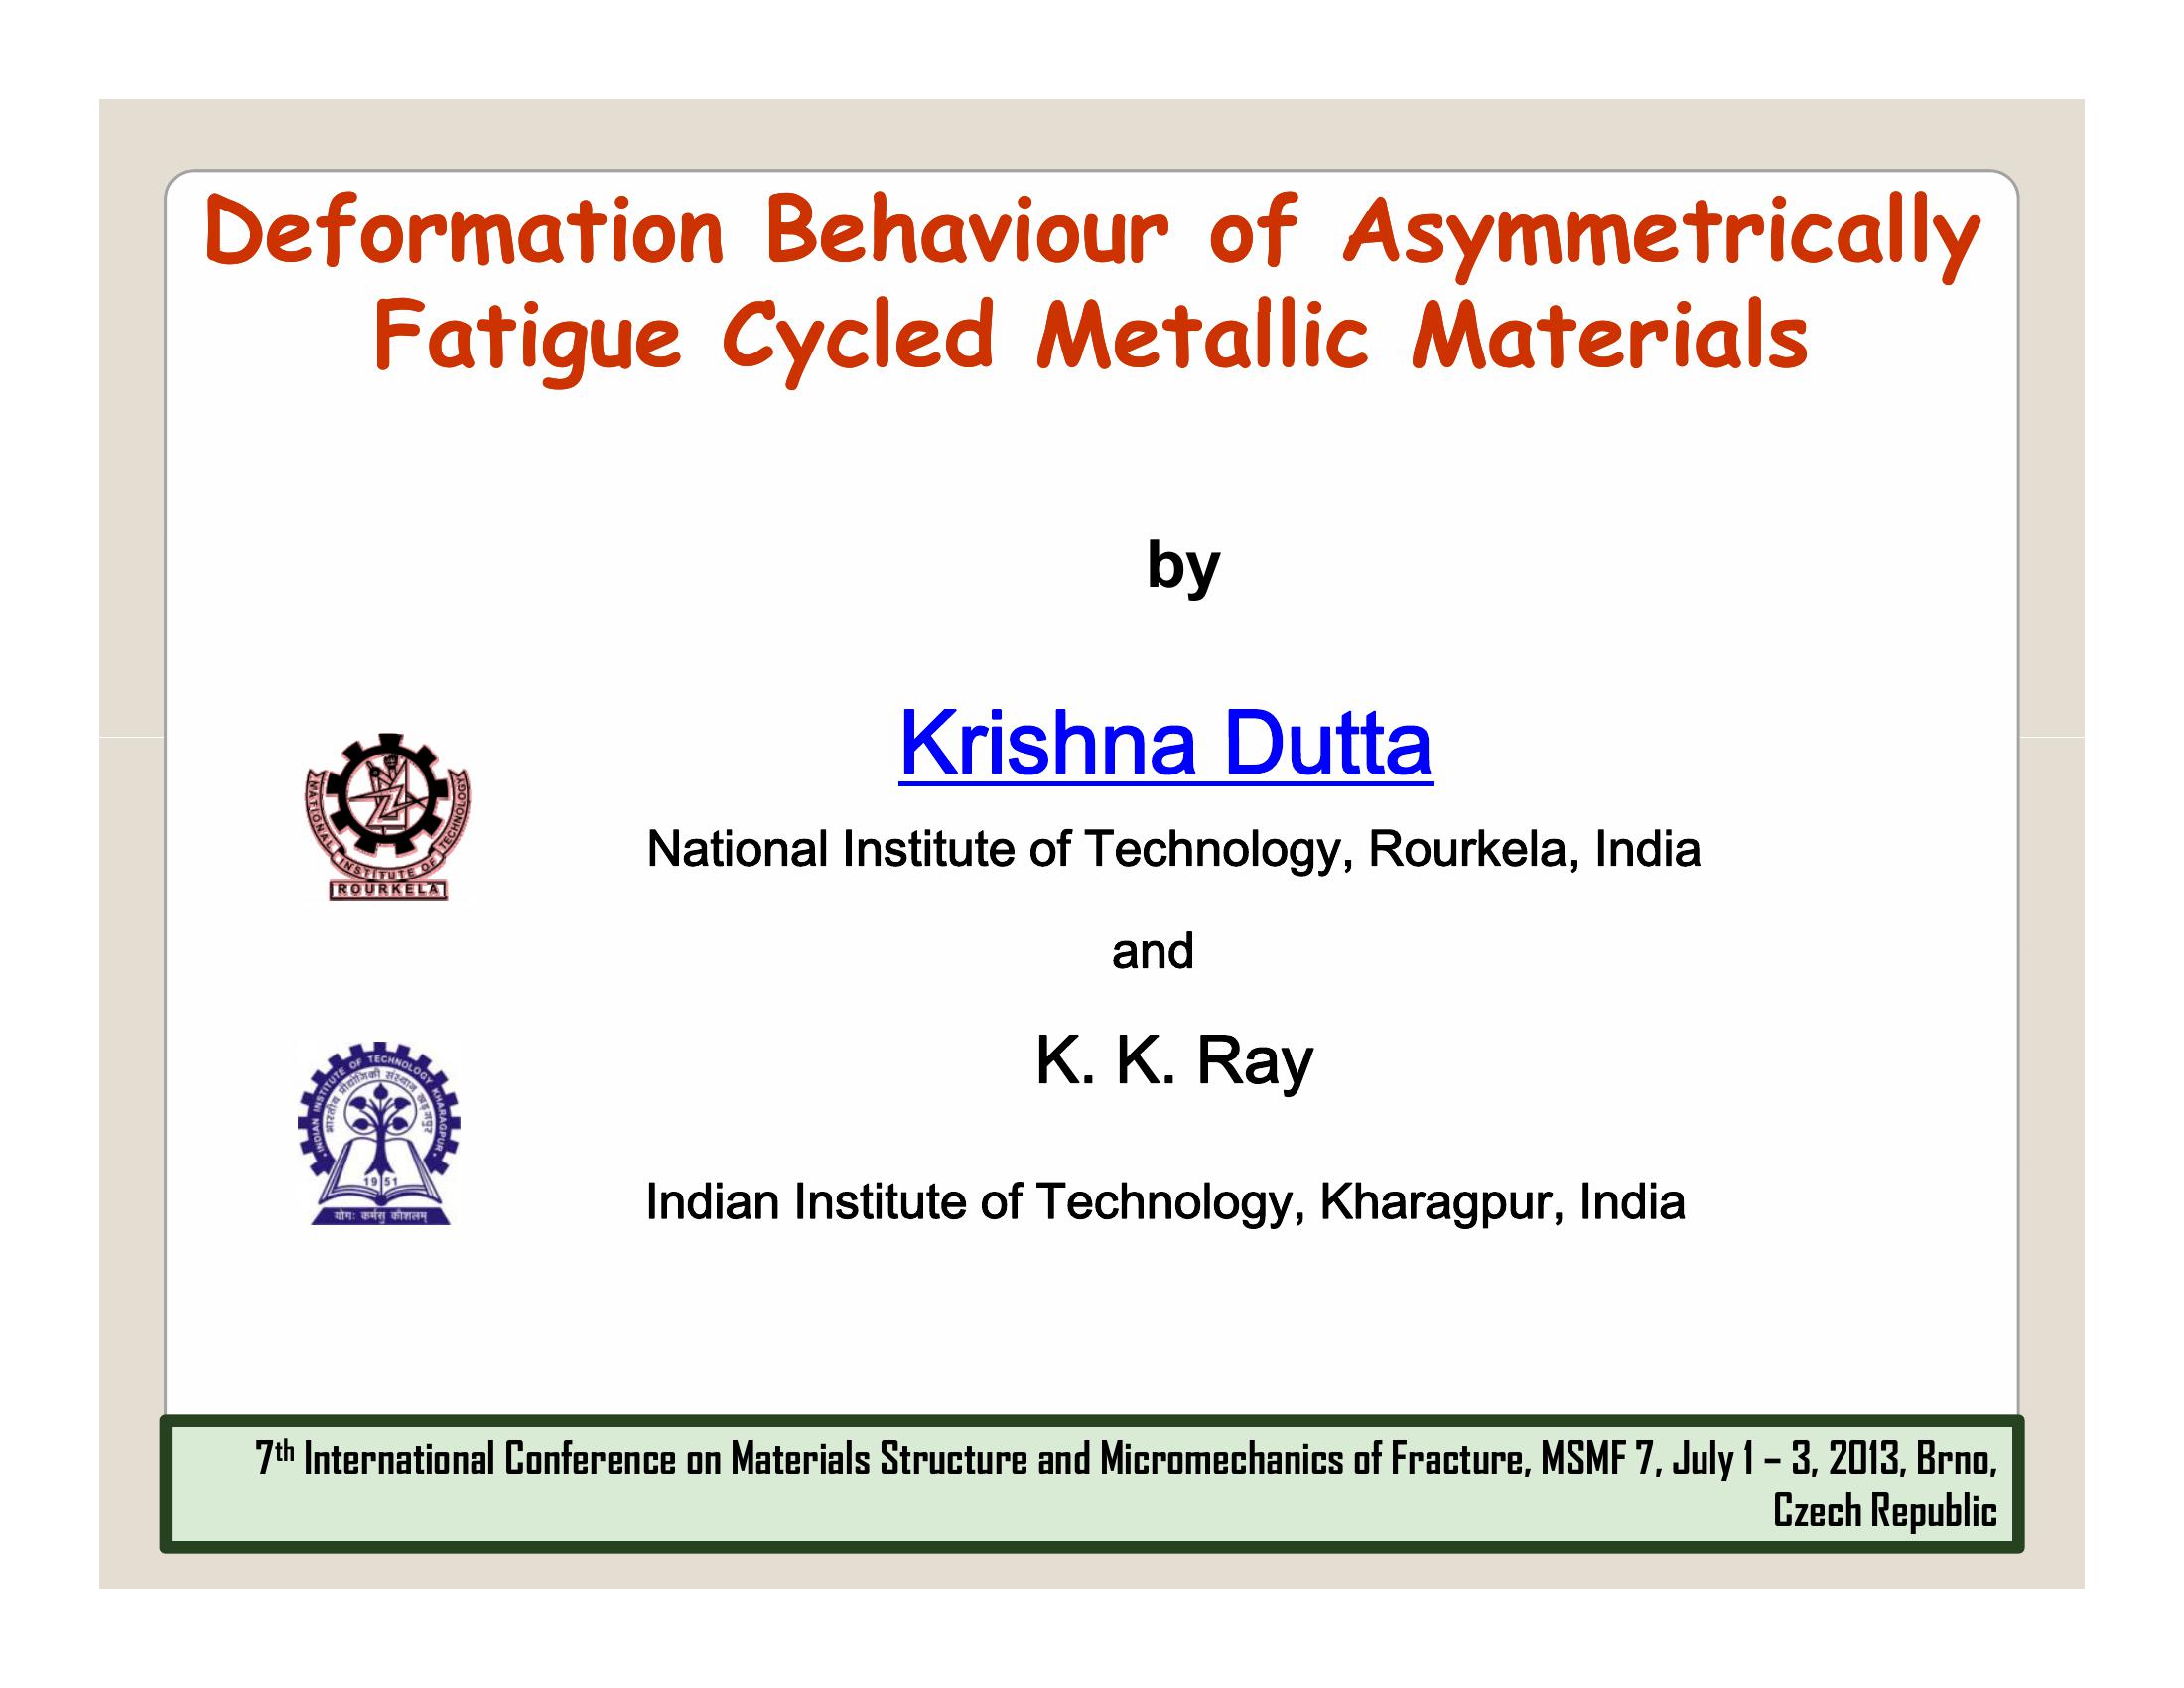 Deformation Behaviour of Asymmetrically
Fatigue Cycled Metallic Materials
by
Krishna Dutta
NATIONAL INSTITUTE OF TECHNOLOGY
ROURKELA
National Institute of Technology, Rourkela, India
and
K. K. Ray
INDIAN INSTITUTE OF TECHNOLOGY KHARAGPUR
भारतीय प्रौद्योगिकी संस्थान खड़गपुर
1951
योगः कर्मसु कौशलम्
Indian Institute of Technology, Kharagpur, India
7th International Conference on Materials Structure and Micromechanics of Fracture, MSMF 7, July 1 – 3, 2013, Brno,
Czech Republic